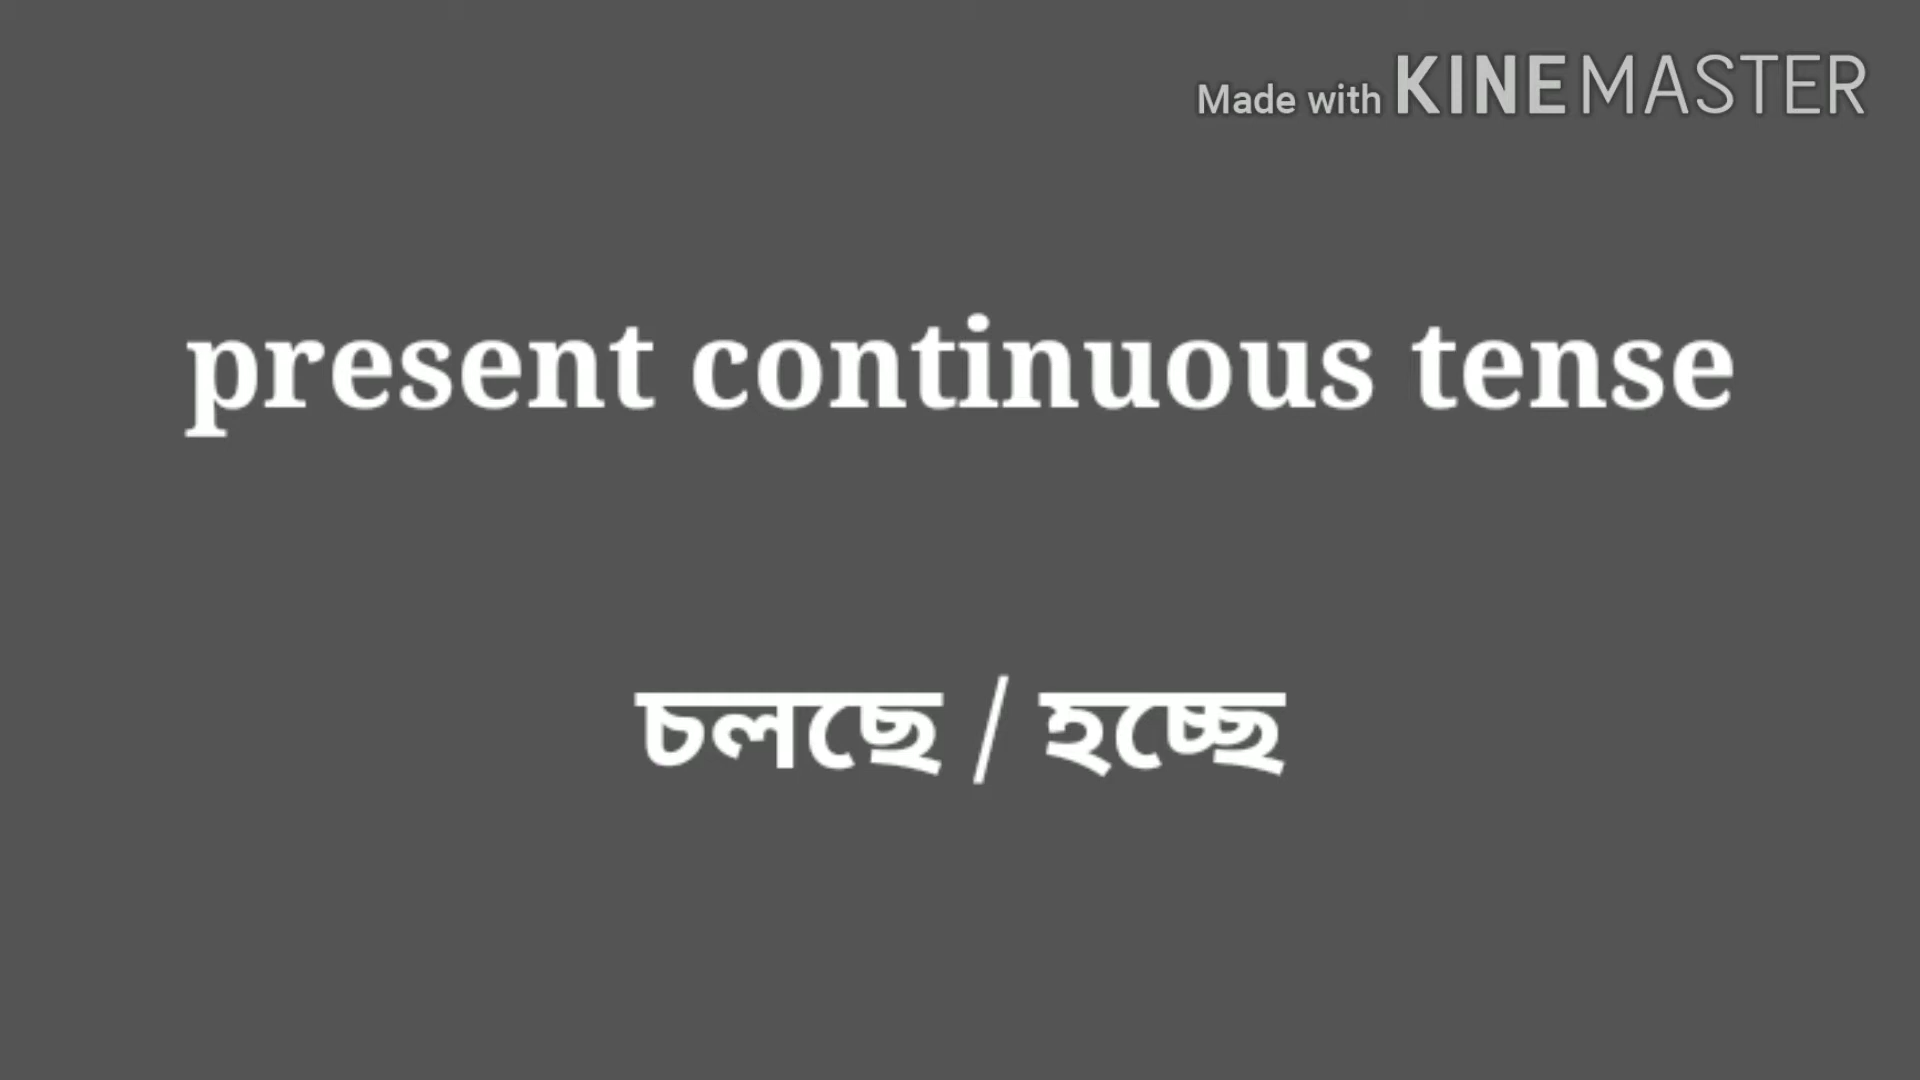 Made with KINEMASTER
present continuous tense
চলছে / হচ্ছে